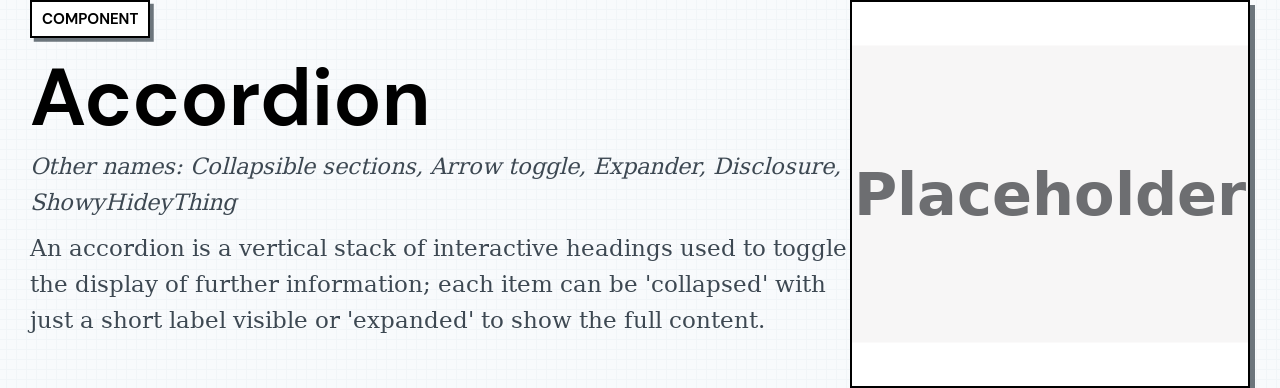 COMPONENT
Accordion
Other names: Collapsible sections, Arrow toggle, Expander, Disclosure,
ShowyHideyThing
An accordion is a vertical stack of interactive headings used to toggle
the display of further information; each item can be 'collapsed' with
just a short label visible or 'expanded' to show the full content.
Placeholder